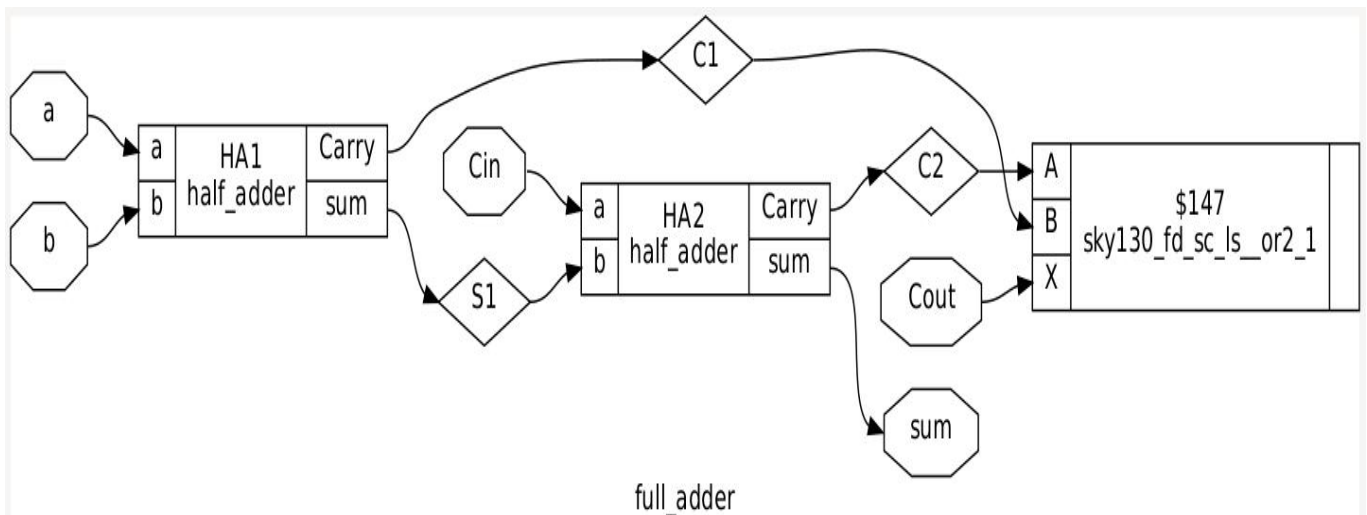 C1
a
a
HA1
half_adder
Carry
b
sum
b
Cin
a
HA2
half_adder
Carry
b
sum
S1
C2
A
B
X
$147
sky130_fd_sc_ls__or2_1
Cout
sum
full_adder